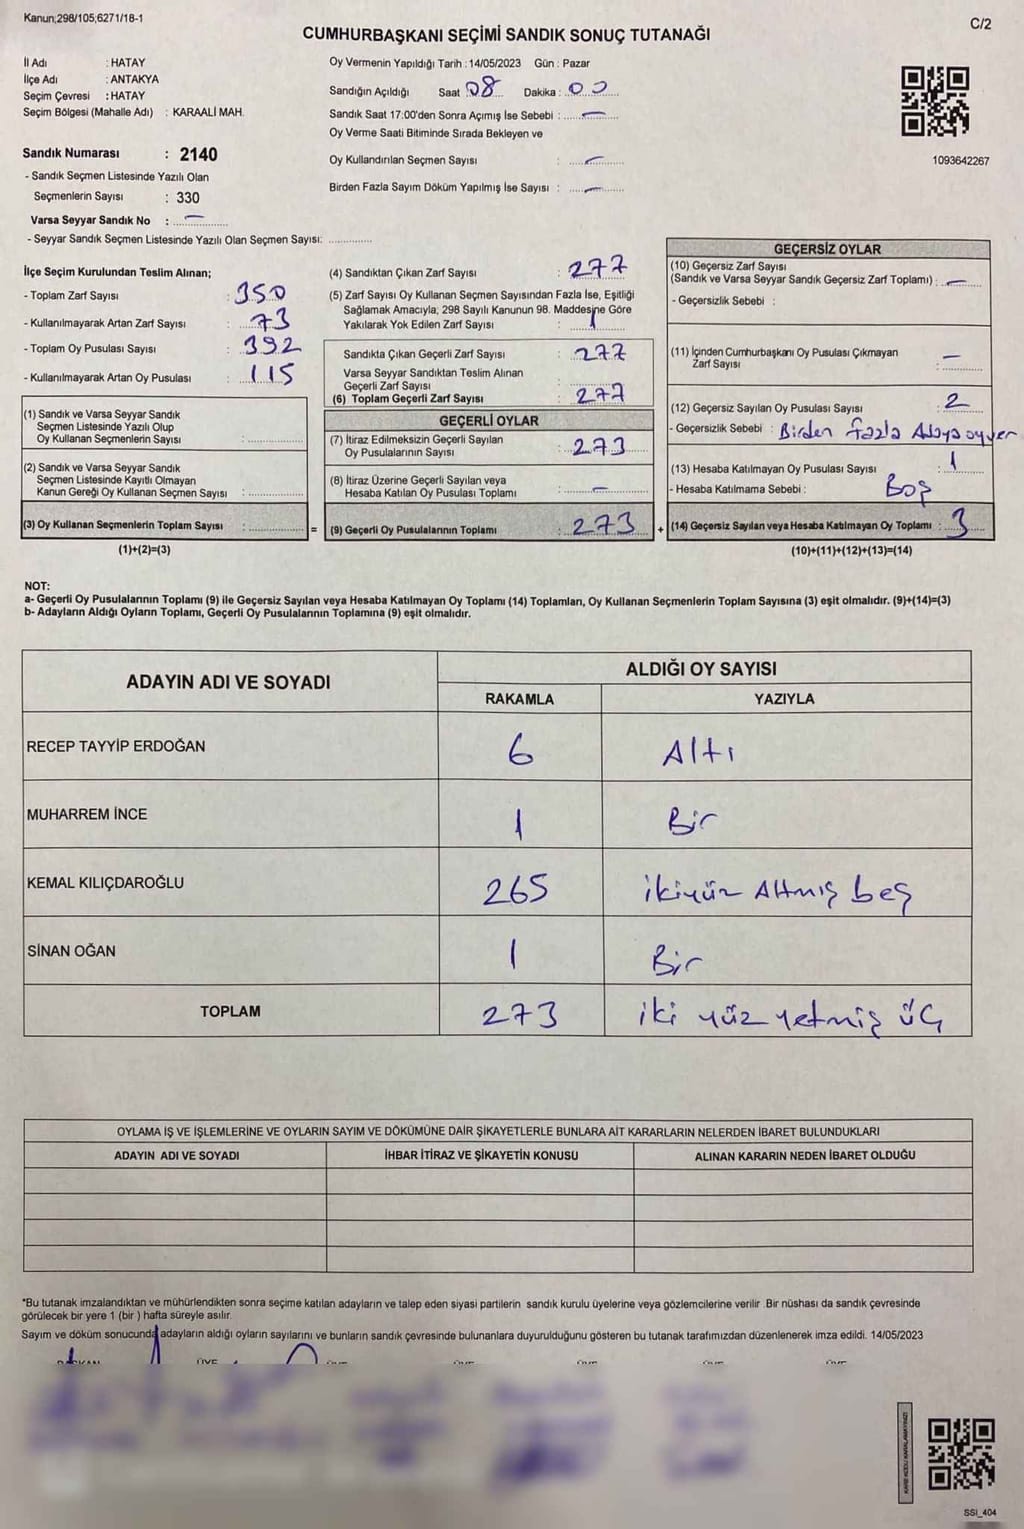 Kanun;298/105;6271/18-1
C/2
CUMHURBAŞKANI SEÇİMİ SANDIK SONUÇ TUTANAĞI
İl Adı : HATAY
İlçe Adı : ANTAKYA
Seçim Çevresi : HATAY
Seçim Bölgesi (Mahalle Adı) : KARAALİ MAH.
Sandık Numarası : 2140
- Sandık Seçmen Listesinde Yazılı Olan
Seçmenlerin Sayısı : 330
Varsa Seyyar Sandık No : —
- Seyyar Sandık Seçmen Listesinde Yazılı Olan Seçmen Sayısı: ..............
Oy Vermenin Yapıldığı Tarih : 14/05/2023 Gün : Pazar
Sandığın Açıldığı Saat : 08 Dakika : 00
Sandık Saat 17:00'den Sonra Açımış İse Sebebi : —
Oy Verme Saati Bitiminde Sırada Bekleyen ve
Oy Kullandırılan Seçmen Sayısı : —
Birden Fazla Sayım Döküm Yapılmış İse Sayısı : —
1093642267
İlçe Seçim Kurulundan Teslim Alınan;
- Toplam Zarf Sayısı : 350
- Kullanılmayarak Artan Zarf Sayısı : 73
- Toplam Oy Pusulası Sayısı : 392
- Kullanılmayarak Artan Oy Pusulası : 115
(1) Sandık ve Varsa Seyyar Sandık
Seçmen Listesinde Yazılı Olup
Oy Kullanan Seçmenlerin Sayısı :
(2) Sandık ve Varsa Seyyar Sandık
Seçmen Listesinde Kayıtlı Olmayan
Kanun Gereği Oy Kullanan Seçmen Sayısı :
(3) Oy Kullanan Seçmenlerin Toplam Sayısı :
(1)+(2)=(3)
(4) Sandıktan Çıkan Zarf Sayısı : 277
(5) Zarf Sayısı Oy Kullanan Seçmen Sayısından Fazla İse, Eşitliği
Sağlamak Amacıyla; 298 Sayılı Kanunun 98. Maddesine Göre
Yakılarak Yok Edilen Zarf Sayısı :
Sandıkta Çıkan Geçerli Zarf Sayısı : 277
Varsa Seyyar Sandıktan Teslim Alınan
Geçerli Zarf Sayısı :
(6) Toplam Geçerli Zarf Sayısı : 277
GEÇERLİ OYLAR
(7) İtiraz Edilmeksizin Geçerli Sayılan
Oy Pusulalarının Sayısı : 273
(8) İtiraz Üzerine Geçerli Sayılan veya
Hesaba Katılan Oy Pusulası Toplamı : —
= (9) Geçerli Oy Pusulalarının Toplamı : 273
GEÇERSİZ OYLAR
(10) Geçersiz Zarf Sayısı
(Sandık ve Varsa Seyyar Sandık Geçersiz Zarf Toplamı) : —
- Geçersizlik Sebebi :
(11) İçinden Cumhurbaşkanı Oy Pusulası Çıkmayan
Zarf Sayısı : —
(12) Geçersiz Sayılan Oy Pusulası Sayısı : 2
- Geçersizlik Sebebi : Birden fazla Adaya oy ver
(13) Hesaba Katılmayan Oy Pusulası Sayısı : 1
- Hesaba Katılmama Sebebi : Boş
+ (14) Geçersiz Sayılan veya Hesaba Katılmayan Oy Toplamı : 3
(10)+(11)+(12)+(13)=(14)
NOT:
a- Geçerli Oy Pusulalarının Toplamı (9) ile Geçersiz Sayılan veya Hesaba Katılmayan Oy Toplamı (14) Toplamları, Oy Kullanan Seçmenlerin Toplam Sayısına (3) eşit olmalıdır. (9)+(14)=(3)
b- Adayların Aldığı Oyların Toplamı, Geçerli Oy Pusulalarının Toplamına (9) eşit olmalıdır.
ADAYIN ADI VE SOYADI
ALDIĞI OY SAYISI
RAKAMLA YAZIYLA
RECEP TAYYİP ERDOĞAN 6 Altı
MUHARREM İNCE 1 Bir
KEMAL KILIÇDAROĞLU 265 ikiyüz Altmış beş
SİNAN OĞAN 1 Bir
TOPLAM 273 iki yüz yetmiş üç
OYLAMA İŞ VE İŞLEMLERİNE VE OYLARIN SAYIM VE DÖKÜMÜNE DAİR ŞİKAYETLERLE BUNLARA AİT KARARLARIN NELERDEN İBARET BULUNDUKLARI
ADAYIN ADI VE SOYADI İHBAR İTİRAZ VE ŞİKAYETİN KONUSU ALINAN KARARIN NEDEN İBARET OLDUĞU
*Bu tutanak imzalandıktan ve mühürlendikten sonra seçime katılan adayların ve talep eden siyasi partilerin sandık kurulu üyelerine veya gözlemcilerine verilir .Bir nüshası da sandık çevresinde
görülecek bir yere 1 (bir ) hafta süreyle asılır.
Sayım ve döküm sonucunda adayların aldığı oyların sayılarını ve bunların sandık çevresinde bulunanlara duyurulduğunu gösteren bu tutanak tarafımızdan düzenlenerek imza edildi. 14/05/2023
KARE KODU KARALAMAYINIZ!
SSI_404